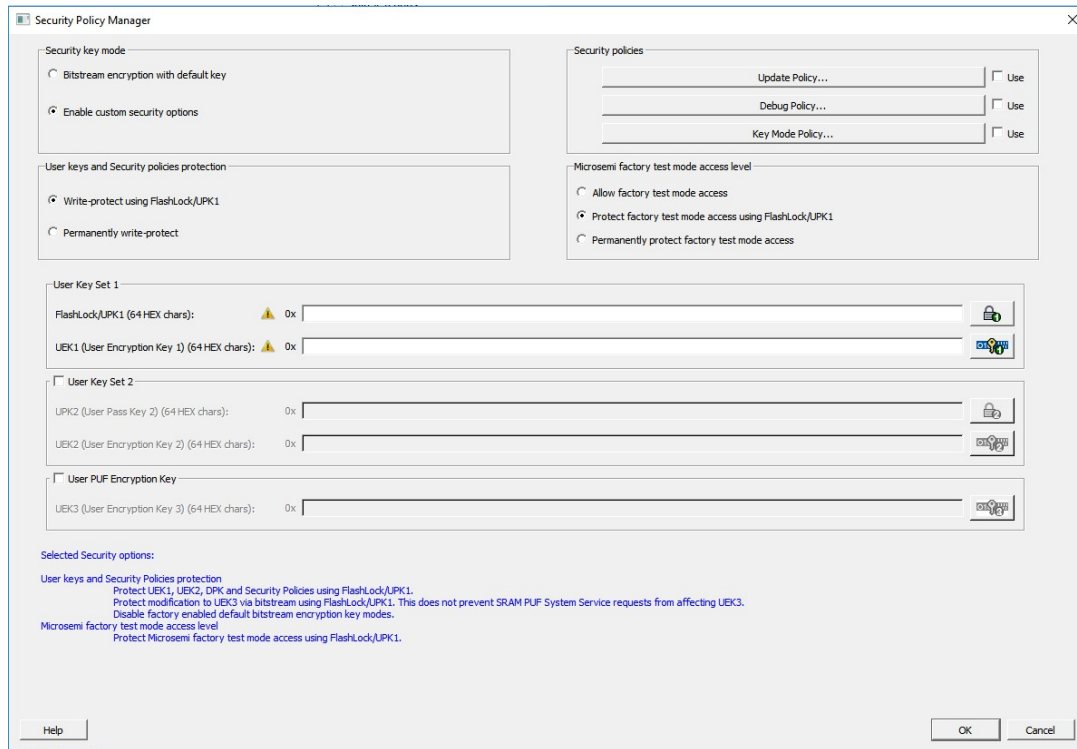 Security Policy Manager
Security key mode
Bitstream encryption with default key
Enable custom security options
Security policies
Update Policy...
Use
Debug Policy...
Use
Key Mode Policy...
Use
User keys and Security policies protection
Write-protect using FlashLock/UPK1
Permanently write-protect
Microsemi factory test mode access level
Allow factory test mode access
Protect factory test mode access using FlashLock/UPK1
Permanently protect factory test mode access
User Key Set 1
FlashLock/UPK1 (64 HEX chars): 0x
UEK1 (User Encryption Key 1) (64 HEX chars): 0x
User Key Set 2
UPK2 (User Pass Key 2) (64 HEX chars): 0x
UEK2 (User Encryption Key 2) (64 HEX chars): 0x
User PUF Encryption Key
UEK3 (User Encryption Key 3) (64 HEX chars): 0x
Selected Security options:
User keys and Security Policies protection
Protect UEK1, UEK2, DPK and Security Policies using FlashLock/UPK1.
Protect modification to UEK3 via bitstream using FlashLock/UPK1. This does not prevent SRAM PUF System Service requests from affecting UEK3.
Disable factory enabled default bitstream encryption key modes.
Microsemi factory test mode access level
Protect Microsemi factory test mode access using FlashLock/UPK1.
Help
OK
Cancel